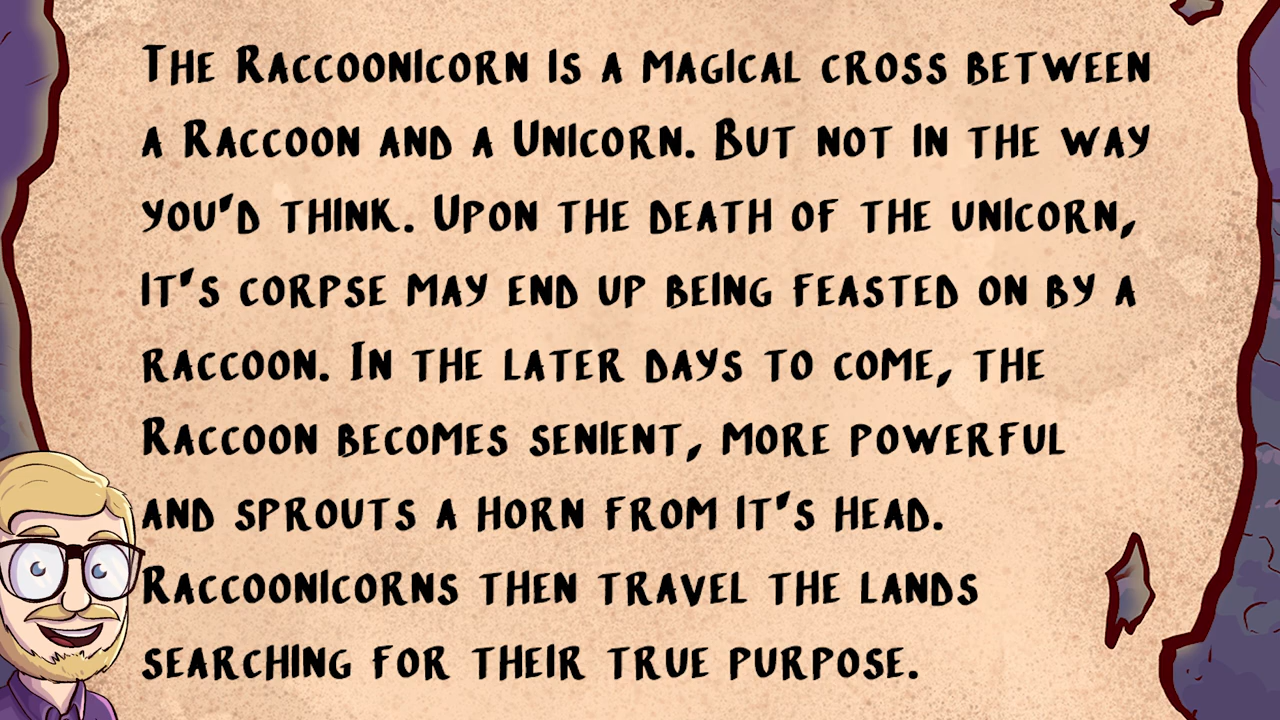 The Raccoonicorn is a magical cross between
a Raccoon and a Unicorn. But not in the way
you'd think. Upon the death of the unicorn,
it's corpse may end up being feasted on by a
raccoon. In the later days to come, the
Raccoon becomes senient, more powerful
and sprouts a horn from it's head.
Raccoonicorns then travel the lands
searching for their true purpose.